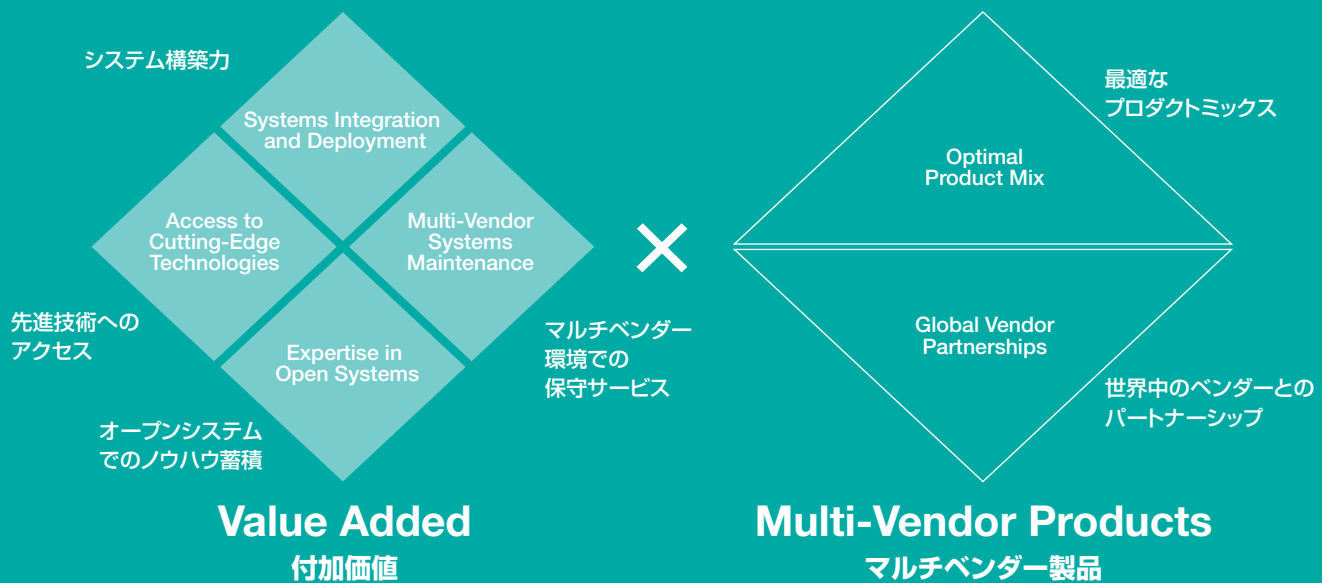 システム構築力
Systems Integration
and Deployment
Access to
Cutting-Edge
Technologies
Multi-Vendor
Systems
Maintenance
先進技術への
アクセス
Expertise in
Open Systems
マルチベンダー
環境での
保守サービス
オープンシステム
でのノウハウ蓄積
Value Added
付加価値
×
最適な
プロダクトミックス
Optimal
Product Mix
Global Vendor
Partnerships
世界中のベンダーとの
パートナーシップ
Multi-Vendor Products
マルチベンダー製品